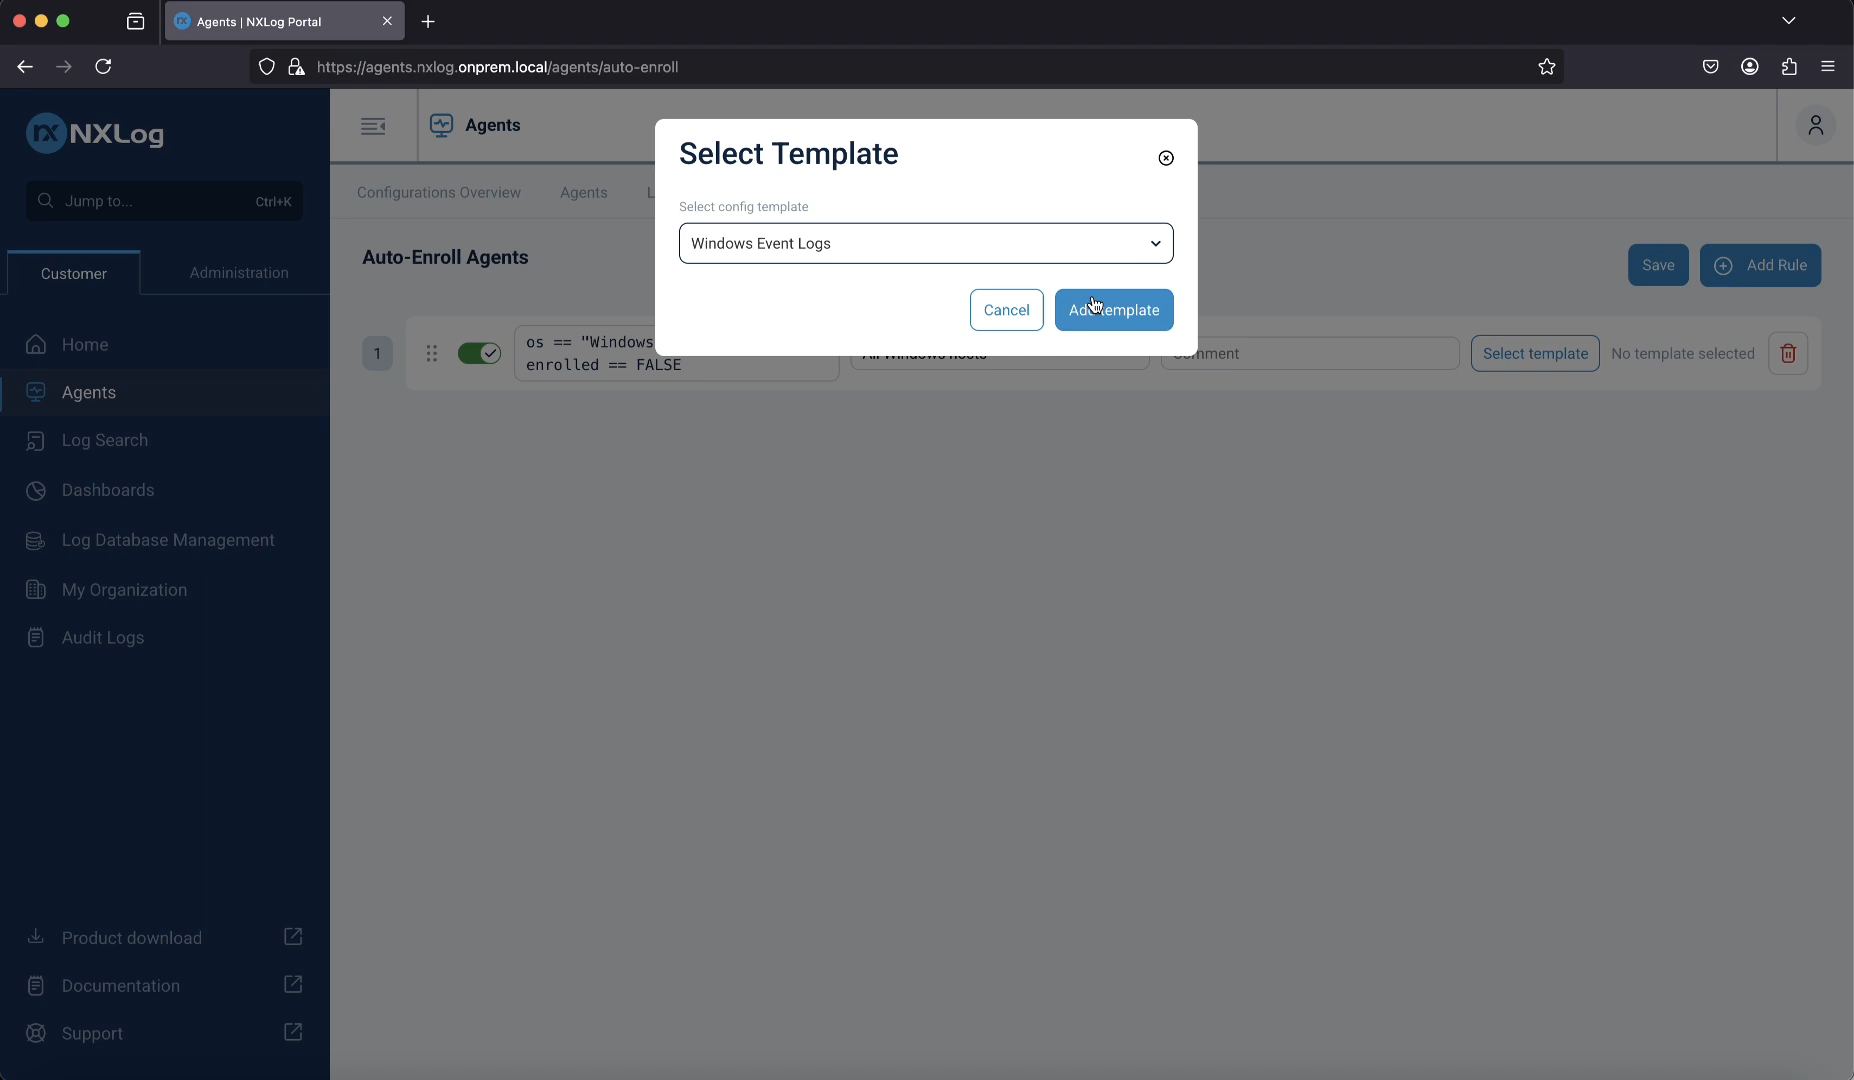 Agents | NXLog Portal
https://agents.nxlog.onprem.local/agents/auto-enroll
NXLog
Jump to...
Ctrl+K
Customer
Administration
Home
Agents
Log Search
Dashboards
Log Database Management
My Organization
Audit Logs
Product download
Documentation
Support
Agents
Configurations Overview
Agents
Auto-Enroll Agents
Save
Add Rule
1
os == "Windows
enrolled == FALSE
All Windows hosts
Select template
No template selected
Select Template
Select config template
Windows Event Logs
Cancel